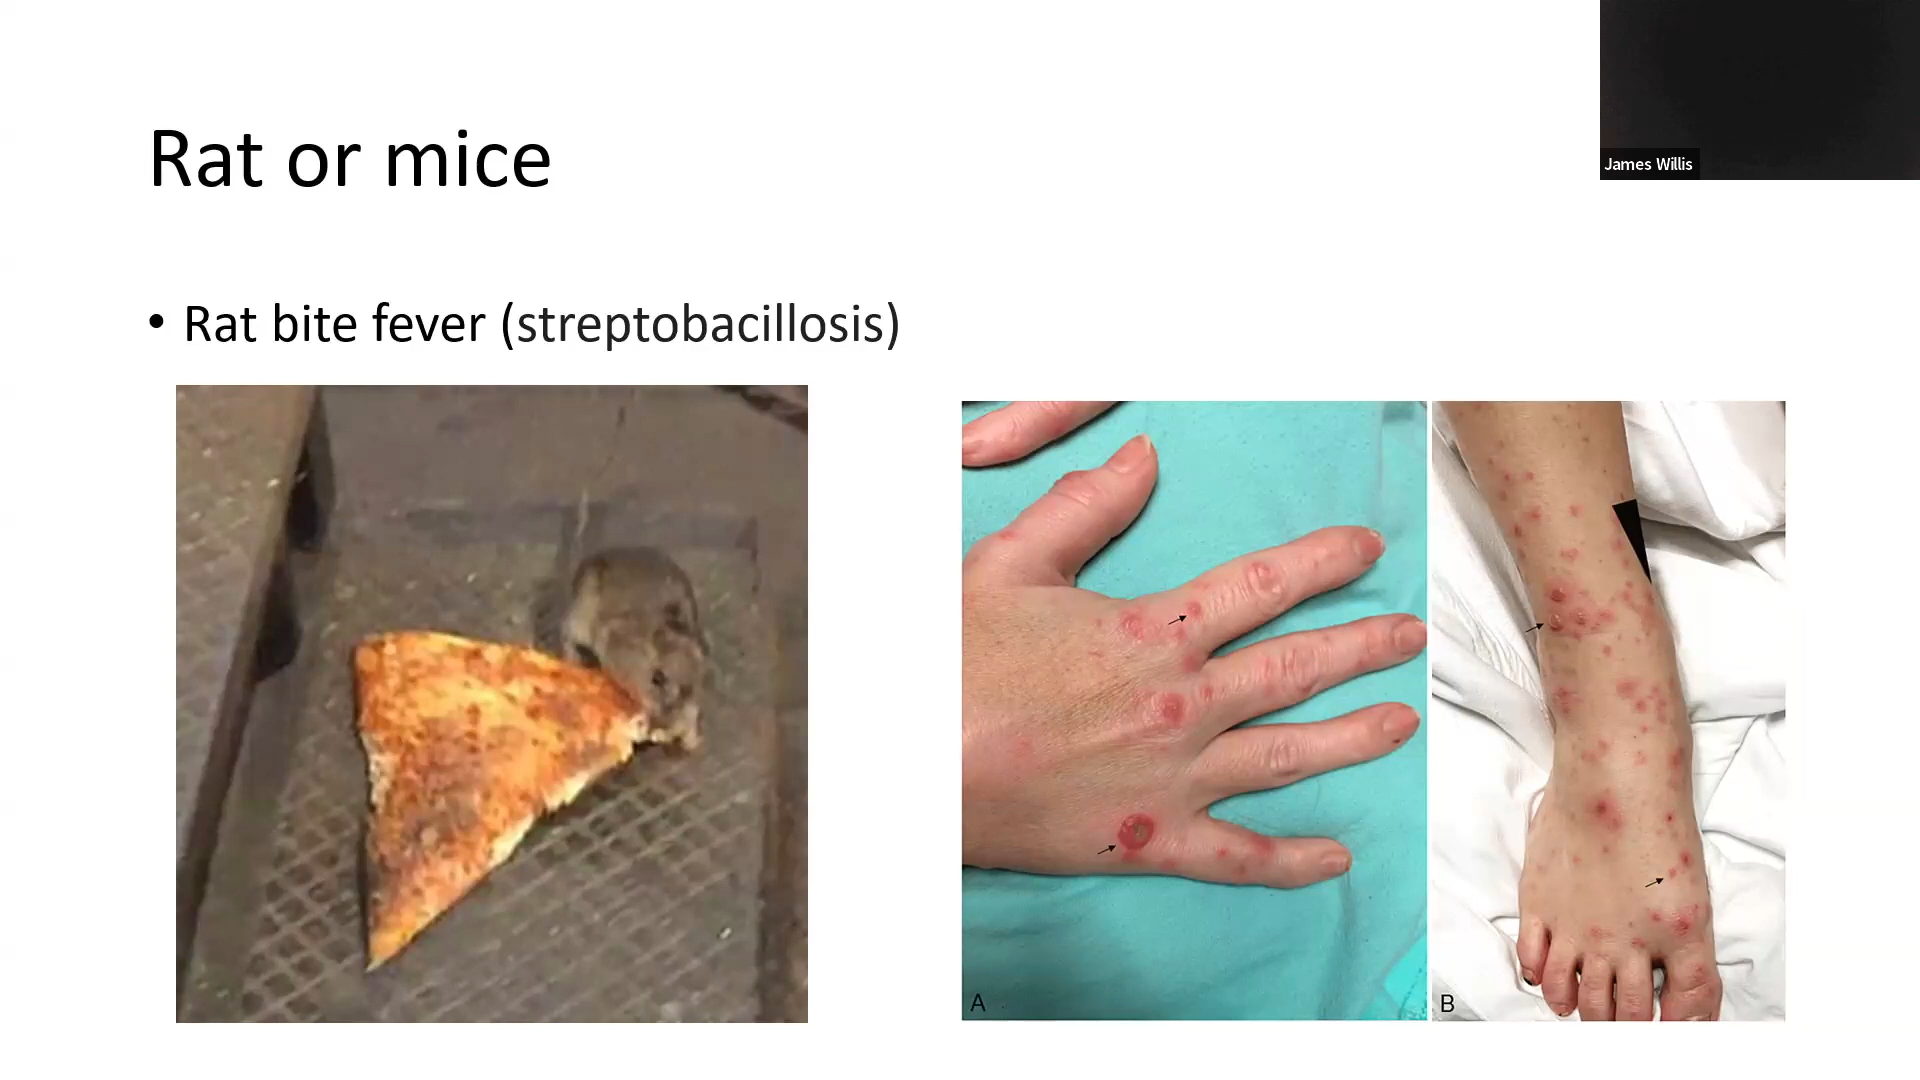 James Willis
Rat or mice
• Rat bite fever (streptobacillosis)
A
B